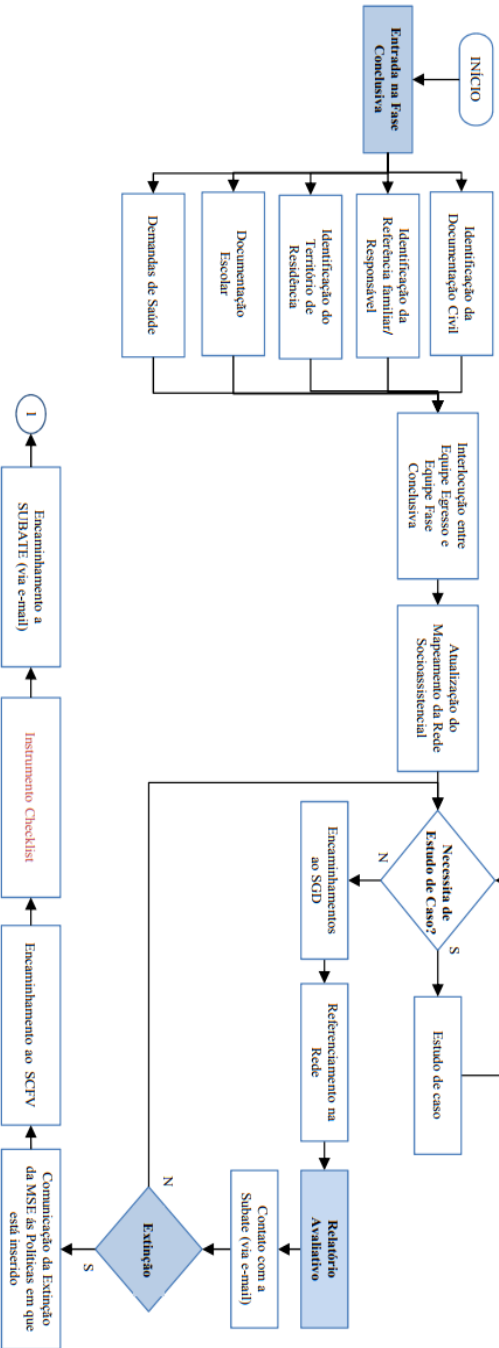 INÍCIO
Entrada na Fase
Conclusiva
Identificação da
Documentação Civil
Identificação da
Referência familiar/
Responsável
Identificação do
Território de
Residência
Documentação
Escolar
Demandas de Saúde
Interlocução entre
Equipe Egresso e
Equipe Fase
Conclusiva
Atualização do
Mapeamento da Rede
Socioassistencial
Necessita de
Estudo de Caso?
S
N
Estudo de caso
Encaminhamentos
ao SGD
Referenciamento na
Rede
Relatório
Avaliativo
Contato com a
Subate (via e-mail)
Extinção
N
S
Comunicação da Extinção
da MSE ás Políticas em que
está inserido
Encaminhamento ao SCFV
Instrumento Checklist
Encaminhamento a
SUBATE (via e-mail)
1